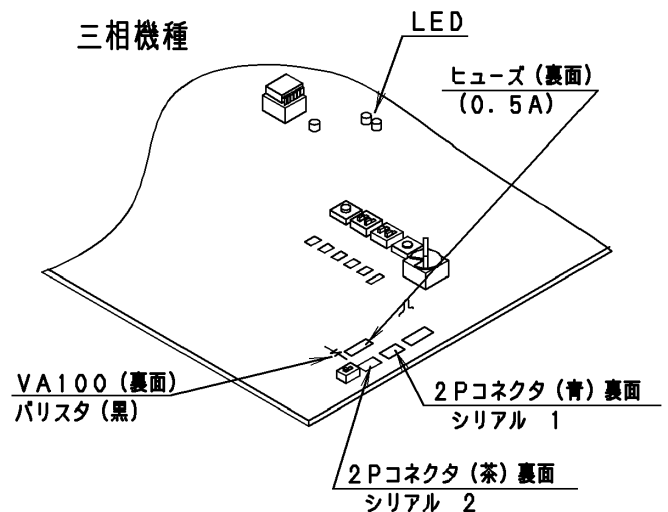 三相機種
LED
ヒューズ（裏面）
（０．５Ａ）
ＶＡ１００（裏面）
バリスタ（黒）
２Ｐコネクタ（青）裏面
シリアル　１
２Ｐコネクタ（茶）裏面
シリアル　２